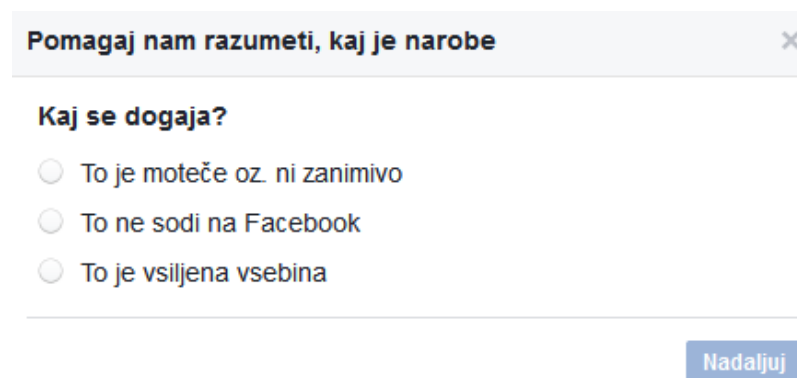 Pomagaj nam razumeti, kaj je narobe
Kaj se dogaja?
To je moteče oz. ni zanimivo
To ne sodi na Facebook
To je vsiljena vsebina
Nadaljuj